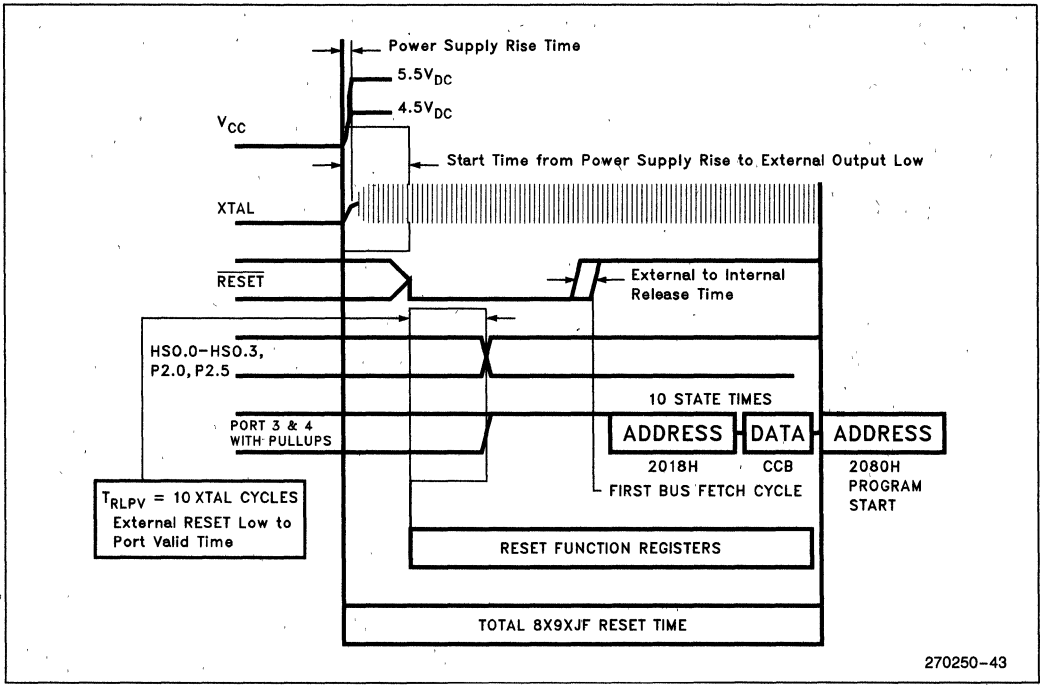 Power Supply Rise Time
5.5VDC
4.5VDC
VCC
Start Time from Power Supply Rise to External Output Low
XTAL
RESET
External to Internal
Release Time
HSO.0–HSO.3,
P2.0, P2.5
10 STATE TIMES
PORT 3 & 4
WITH PULLUPS
ADDRESS
DATA
ADDRESS
2018H
CCB
2080H
PROGRAM
START
FIRST BUS FETCH CYCLE
TRLPV = 10 XTAL CYCLES
External RESET Low to
Port Valid Time
RESET FUNCTION REGISTERS
TOTAL 8X9XJF RESET TIME
270250–43